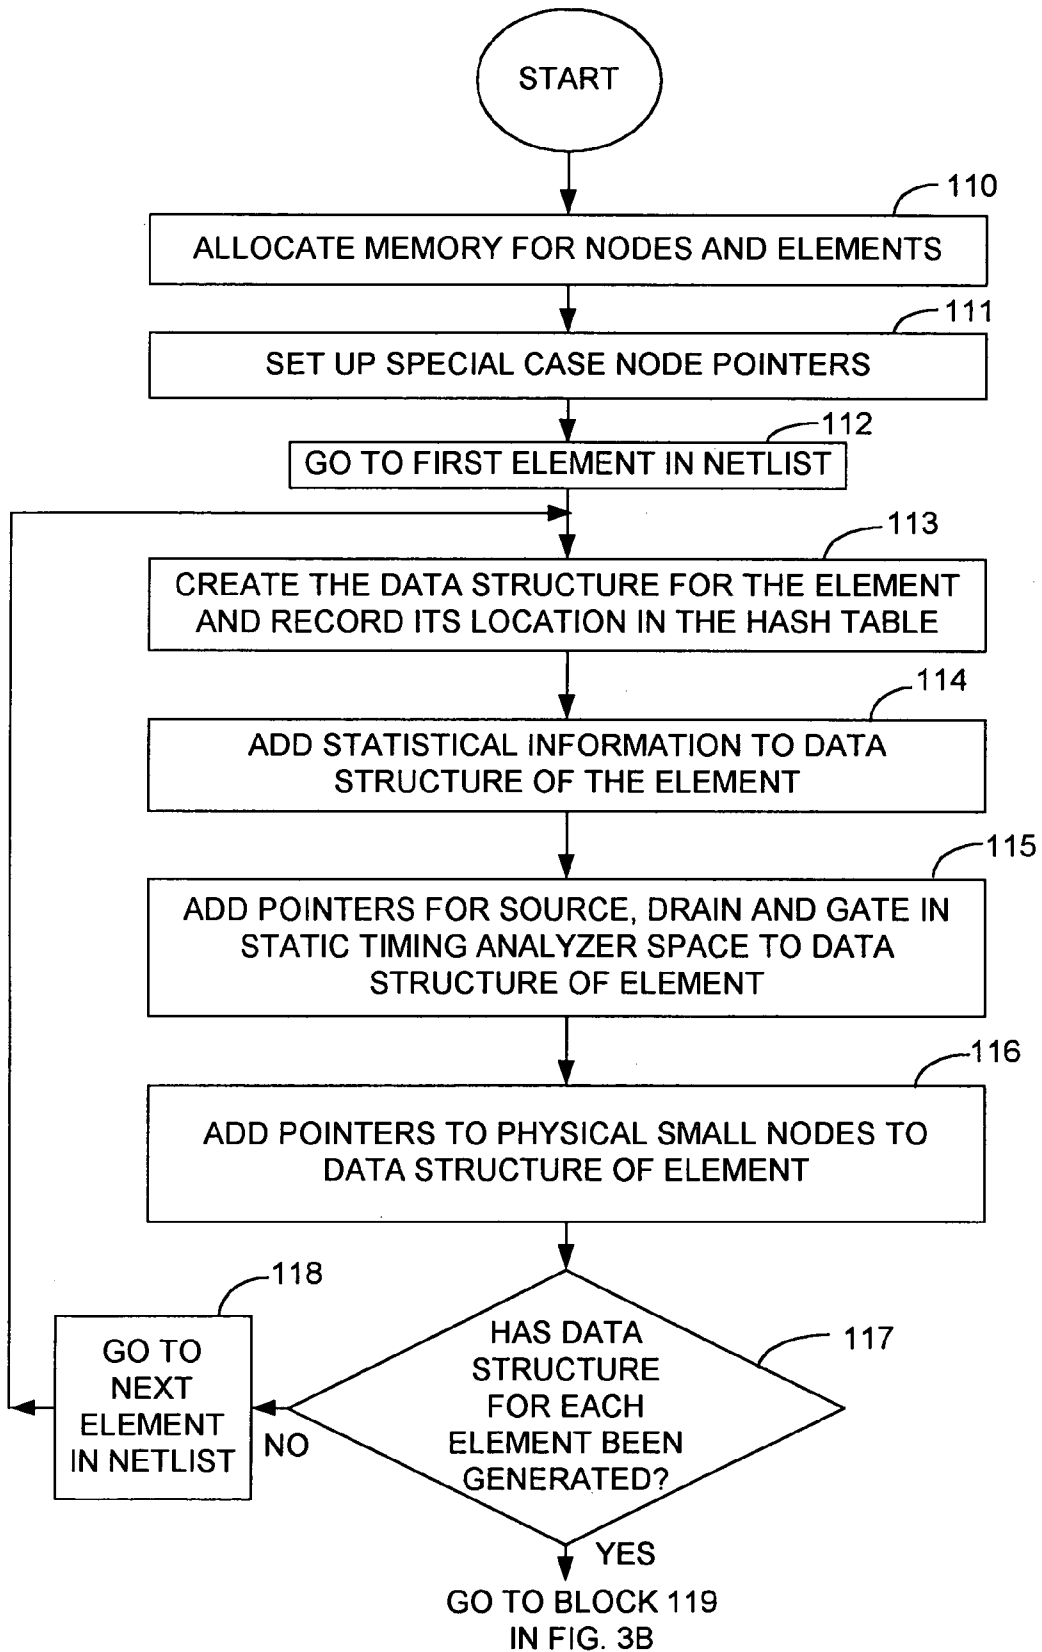 START
110
ALLOCATE MEMORY FOR NODES AND ELEMENTS
111
SET UP SPECIAL CASE NODE POINTERS
112
GO TO FIRST ELEMENT IN NETLIST
113
CREATE THE DATA STRUCTURE FOR THE ELEMENT
AND RECORD ITS LOCATION IN THE HASH TABLE
114
ADD STATISTICAL INFORMATION TO DATA
STRUCTURE OF THE ELEMENT
115
ADD POINTERS FOR SOURCE, DRAIN AND GATE IN
STATIC TIMING ANALYZER SPACE TO DATA
STRUCTURE OF ELEMENT
116
ADD POINTERS TO PHYSICAL SMALL NODES TO
DATA STRUCTURE OF ELEMENT
117
HAS DATA
STRUCTURE
FOR EACH
ELEMENT BEEN
GENERATED?
NO
118
GO TO
NEXT
ELEMENT
IN NETLIST
YES
GO TO BLOCK 119
IN FIG. 3B